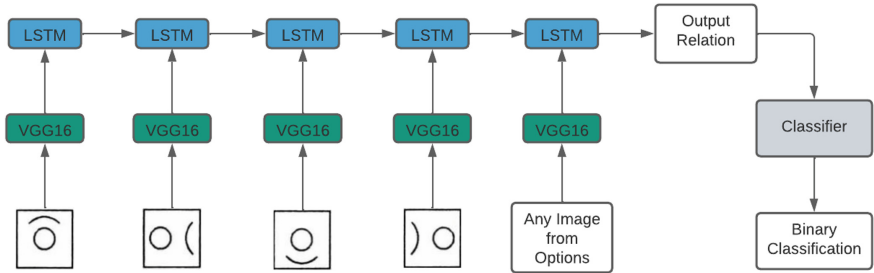 LSTM
LSTM
LSTM
LSTM
LSTM
Output
Relation
VGG16
VGG16
VGG16
VGG16
VGG16
Classifier
Any Image
from
Options
Binary
Classification